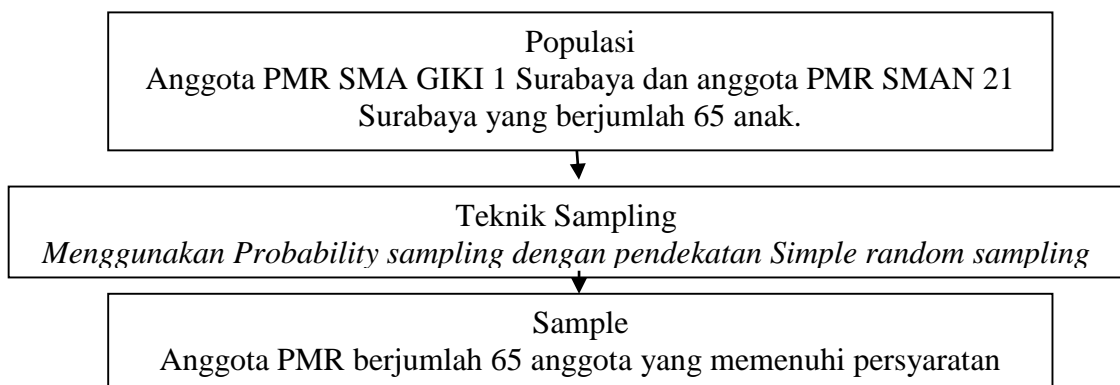 Populasi
Anggota PMR SMA GIKI 1 Surabaya dan anggota PMR SMAN 21
Surabaya yang berjumlah 65 anak.
Teknik Sampling
Menggunakan Probability sampling dengan pendekatan Simple random sampling
Sample
Anggota PMR berjumlah 65 anggota yang memenuhi persyaratan